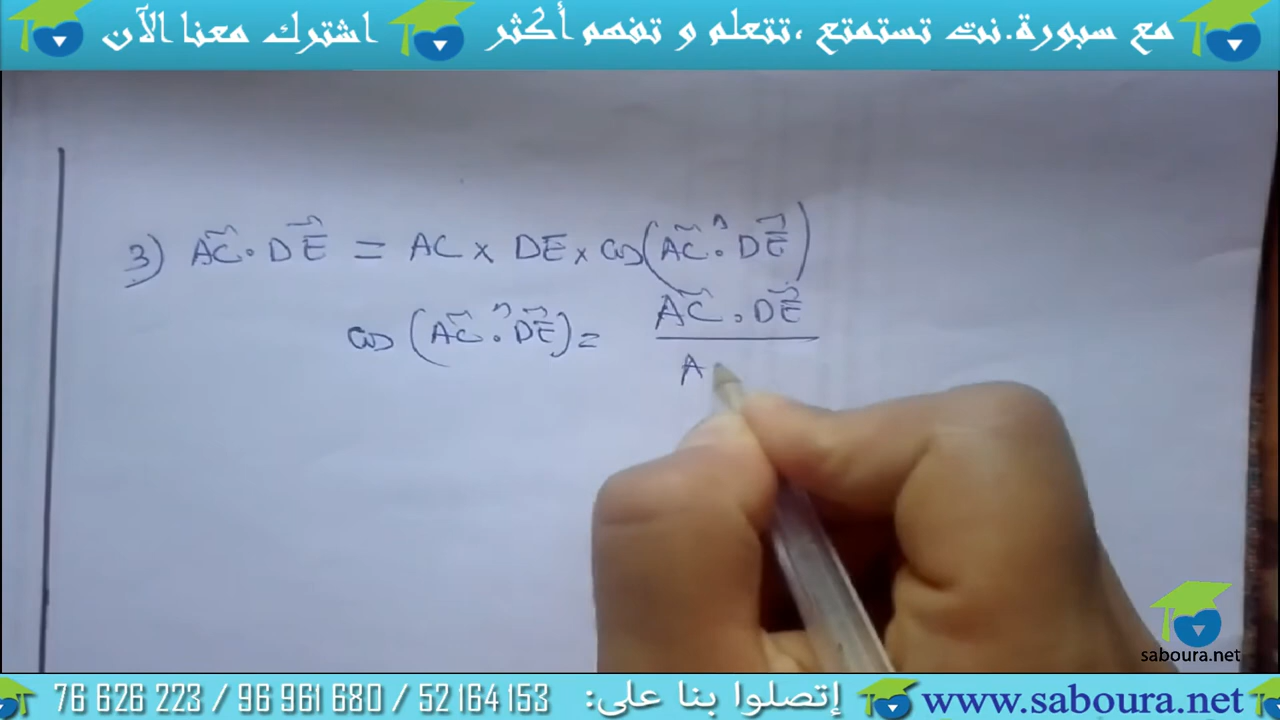 مع سبورة.نت تستمتع ،تتعلم و تفهم أكثر اشترك معنا الآن
3) AC⃗ . DE⃗ = AC × DE × cos(AC⃗ ^. DE⃗)
cos (AC⃗ ^. DE⃗) = AC⃗ . DE⃗
A
saboura.net
76 626 223 / 96 961 680 / 52 164 153 إتصلوا بنا على: www.saboura.net